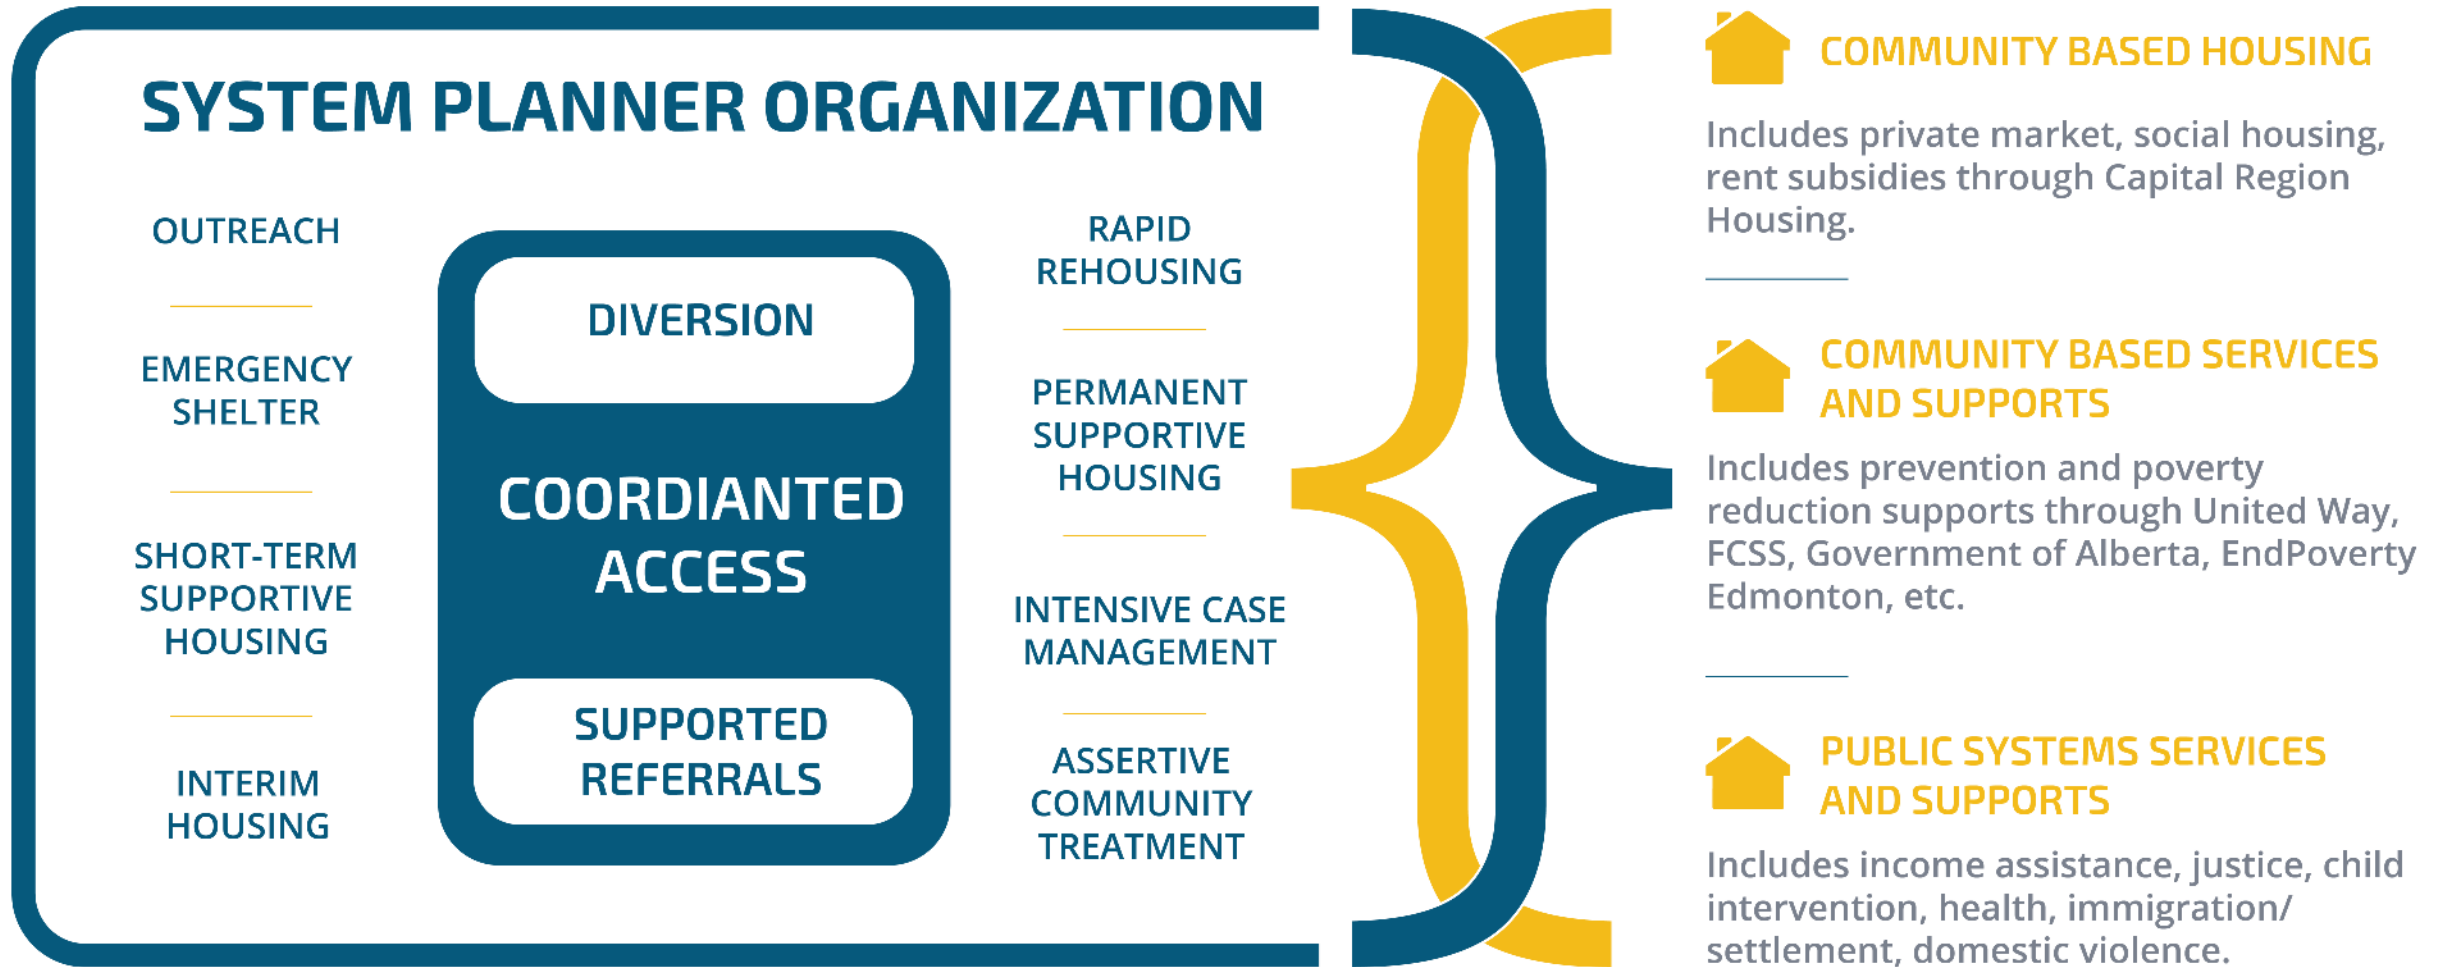 SYSTEM PLANNER ORGANIZATION
OUTREACH
EMERGENCY
SHELTER
SHORT-TERM
SUPPORTIVE
HOUSING
INTERIM
HOUSING
DIVERSION
COORDIANTED
ACCESS
SUPPORTED
REFERRALS
RAPID
REHOUSING
PERMANENT
SUPPORTIVE
HOUSING
INTENSIVE CASE
MANAGEMENT
ASSERTIVE
COMMUNITY
TREATMENT
COMMUNITY BASED HOUSING
Includes private market, social housing,
rent subsidies through Capital Region
Housing.
COMMUNITY BASED SERVICES
AND SUPPORTS
Includes prevention and poverty
reduction supports through United Way,
FCSS, Government of Alberta, EndPoverty
Edmonton, etc.
PUBLIC SYSTEMS SERVICES
AND SUPPORTS
Includes income assistance, justice, child
intervention, health, immigration/
settlement, domestic violence.